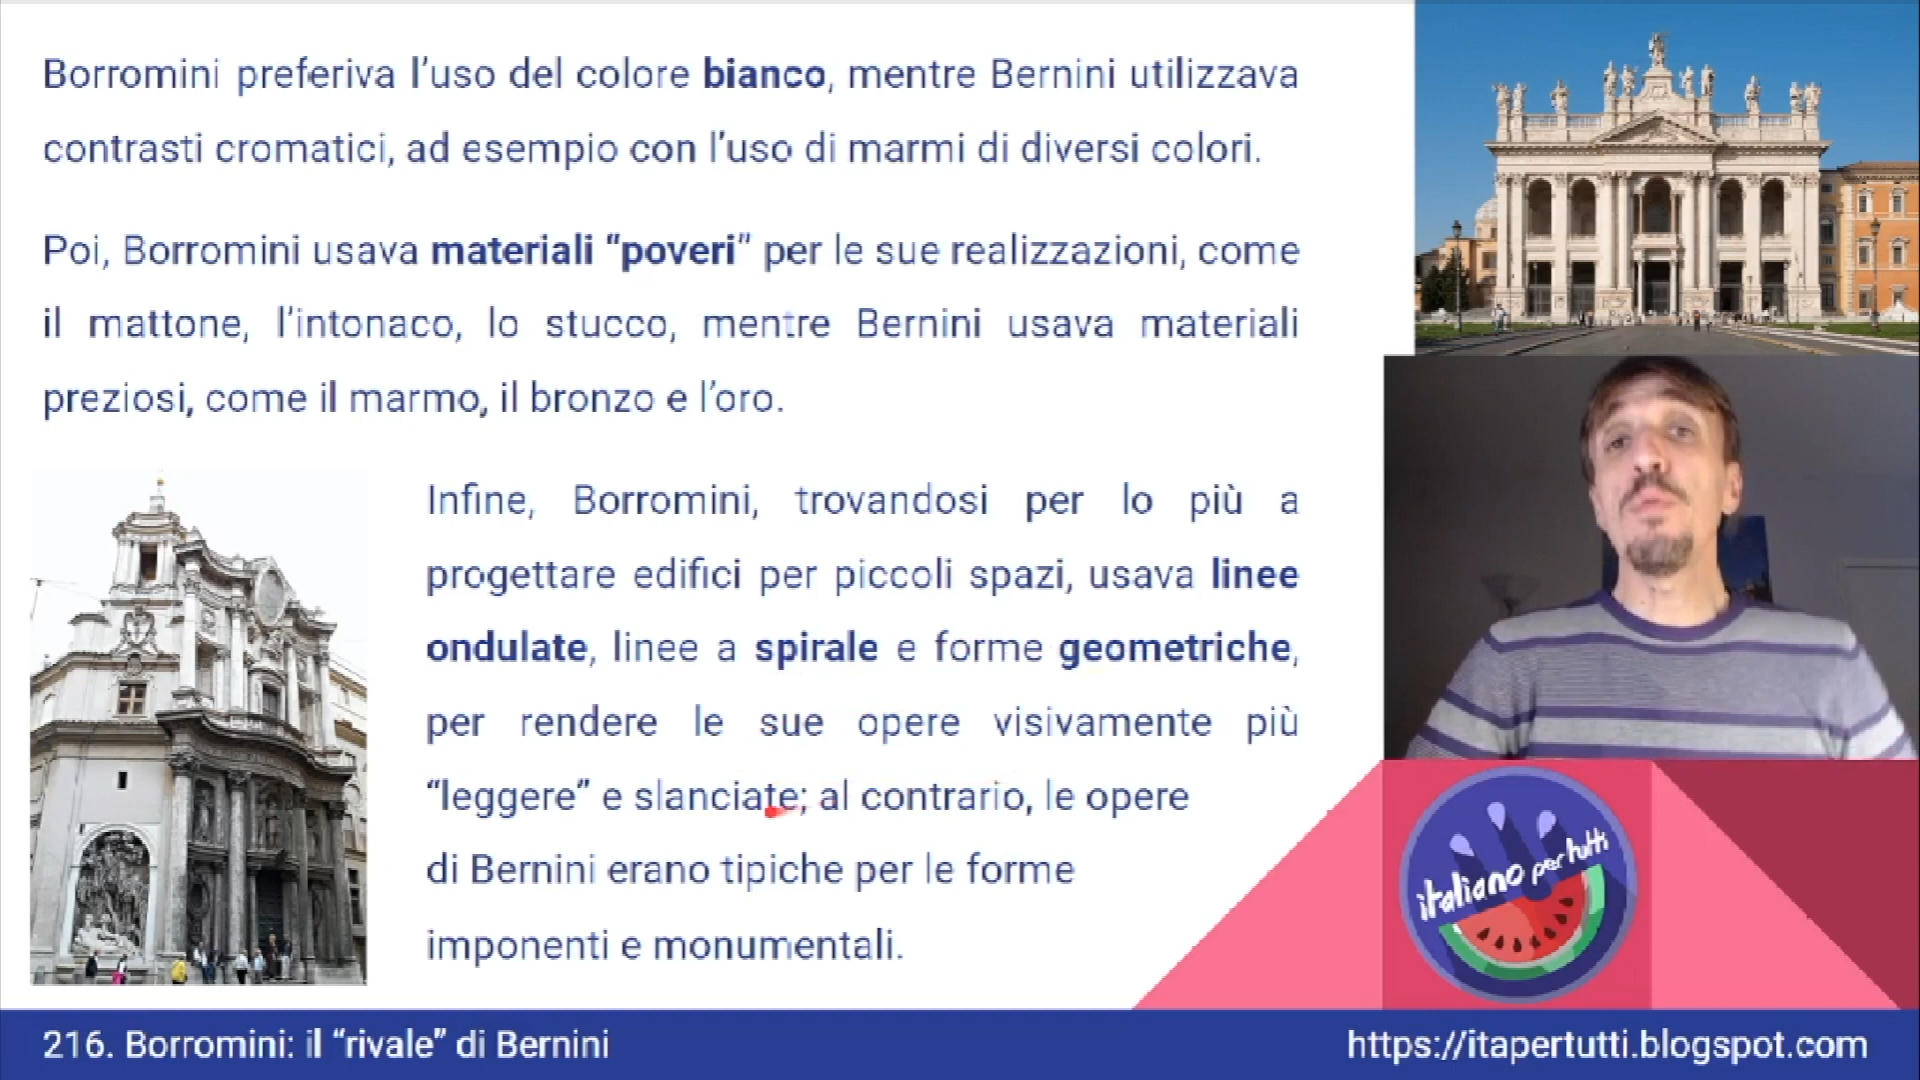 Borromini preferiva l’uso del colore bianco, mentre Bernini utilizzava
contrasti cromatici, ad esempio con l’uso di marmi di diversi colori.
Poi, Borromini usava materiali “poveri” per le sue realizzazioni, come
il mattone, l’intonaco, lo stucco, mentre Bernini usava materiali
preziosi, come il marmo, il bronzo e l’oro.
Infine, Borromini, trovandosi per lo più a
progettare edifici per piccoli spazi, usava linee
ondulate, linee a spirale e forme geometriche,
per rendere le sue opere visivamente più
“leggere” e slanciate; al contrario, le opere
di Bernini erano tipiche per le forme
imponenti e monumentali.
italiano per tutti
216. Borromini: il “rivale” di Bernini
https://itapertutti.blogspot.com